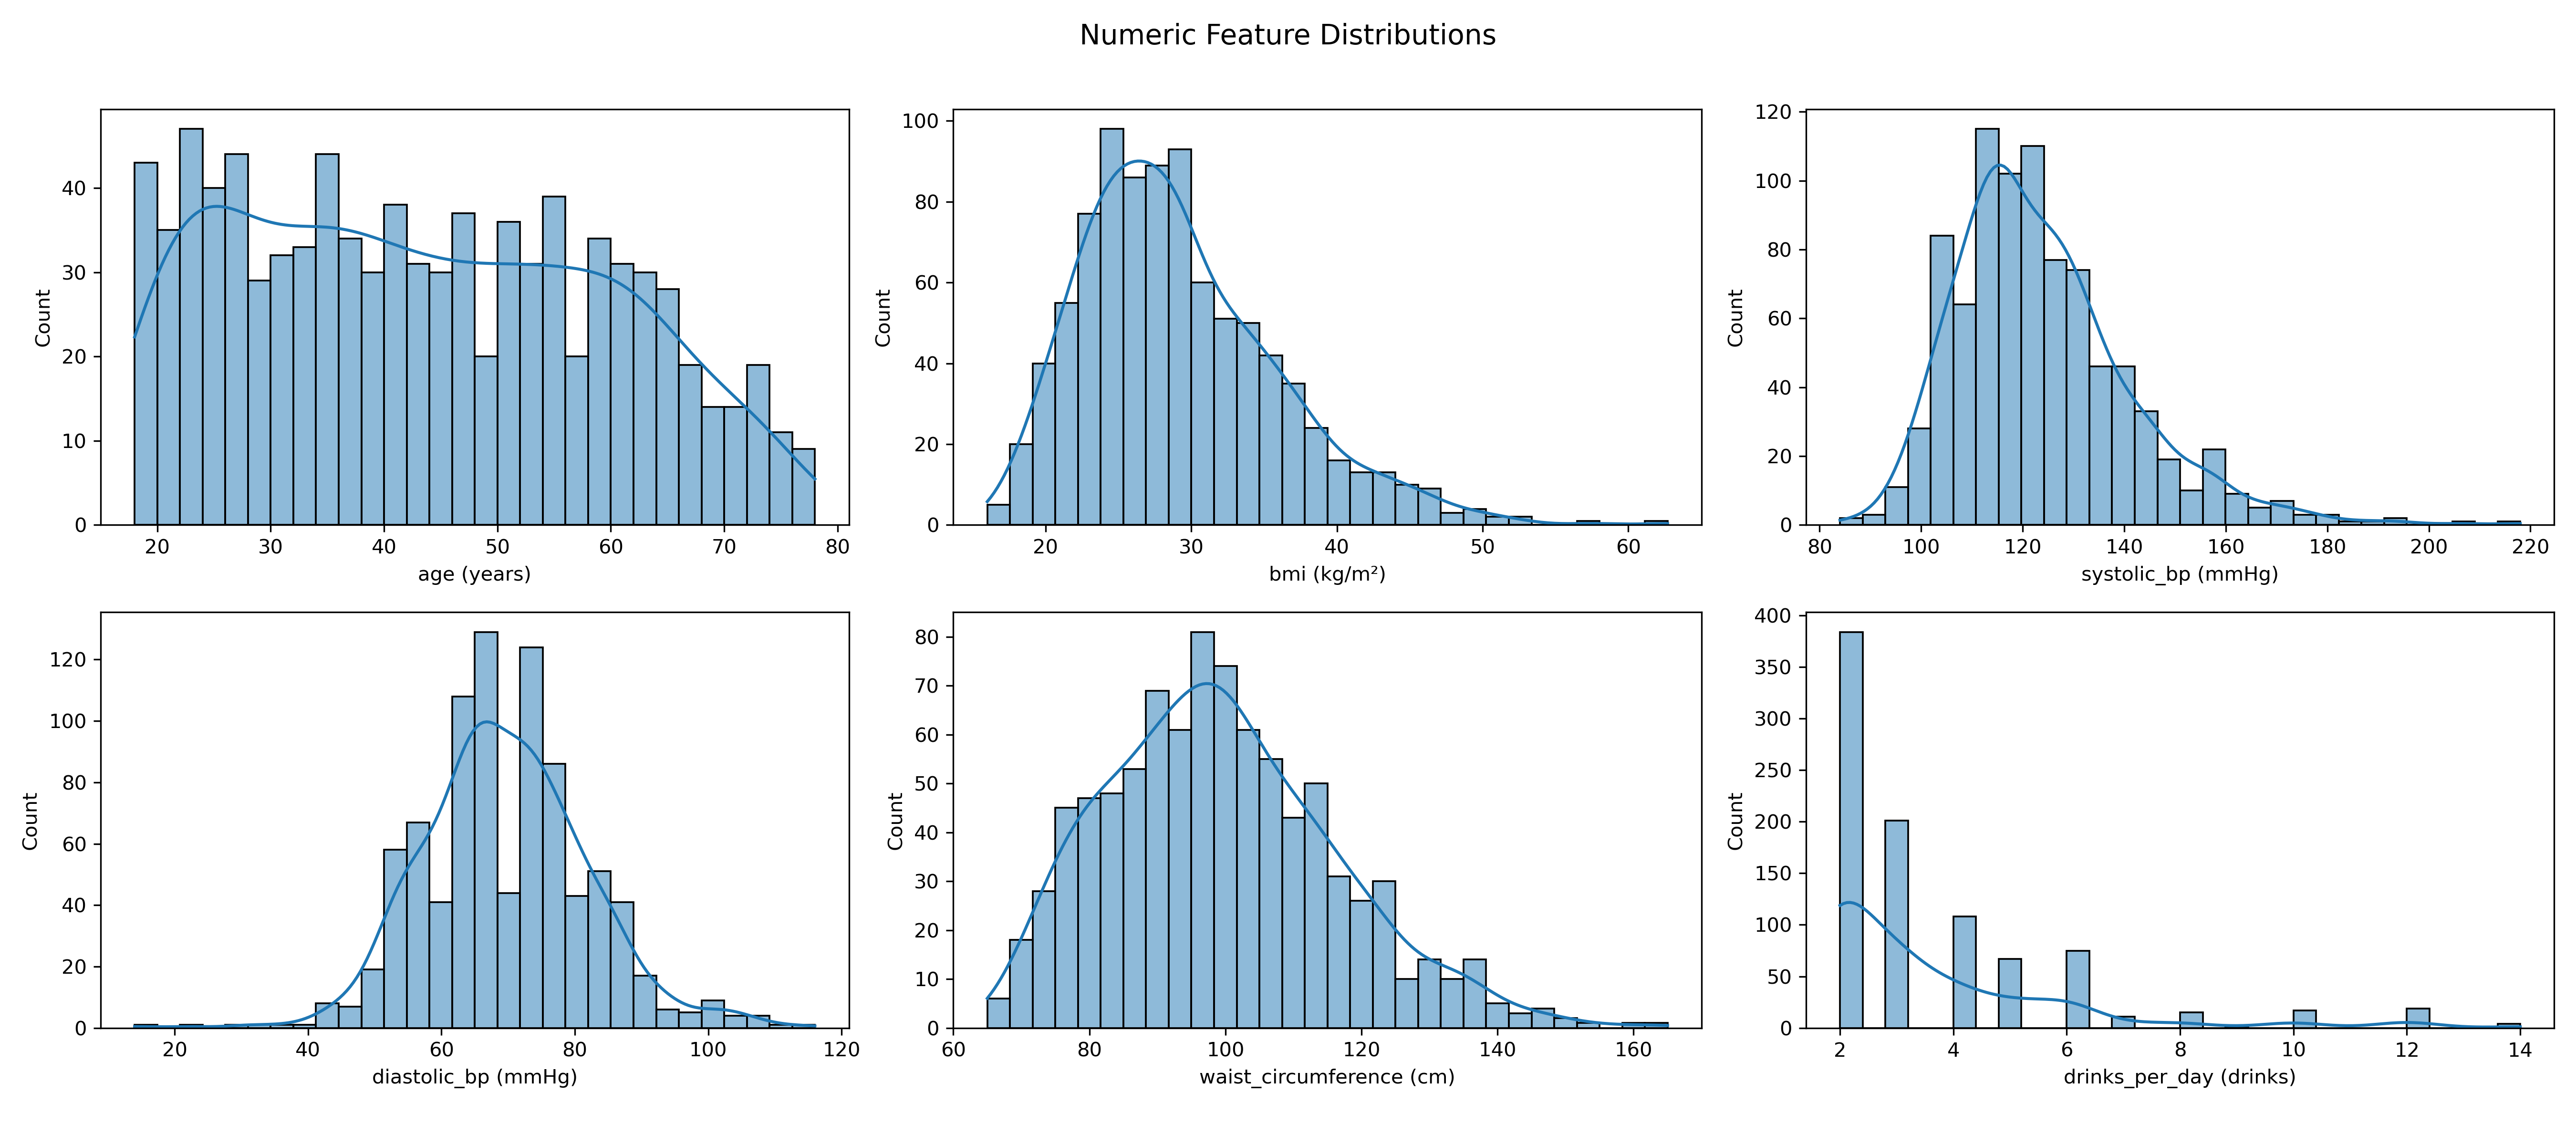 Numeric Feature Distributions
Count
40
30
20
10
0
20 30 40 50 60 70 80
age (years)
Count
100
80
60
40
20
0
20 30 40 50 60
bmi (kg/m²)
Count
120
100
80
60
40
20
0
80 100 120 140 160 180 200 220
systolic_bp (mmHg)
Count
120
100
80
60
40
20
0
20 40 60 80 100 120
diastolic_bp (mmHg)
Count
80
70
60
50
40
30
20
10
0
60 80 100 120 140 160
waist_circumference (cm)
Count
400
350
300
250
200
150
100
50
0
2 4 6 8 10 12 14
drinks_per_day (drinks)